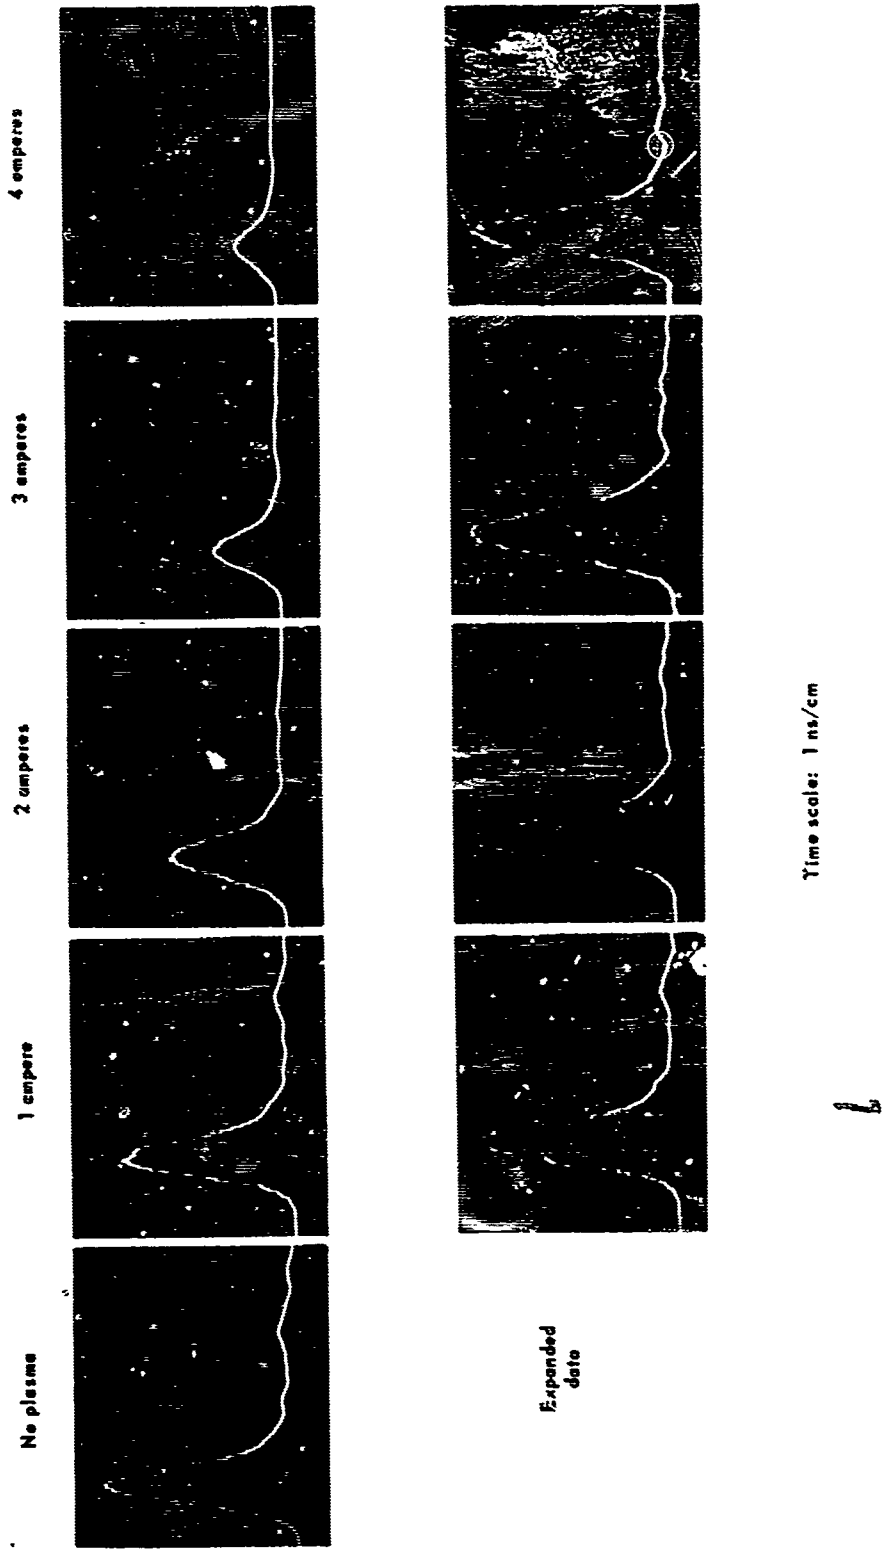 No plasma
1 ampere
2 amperes
3 amperes
4 amperes
Expanded
data
Time scale: 1 ns/cm